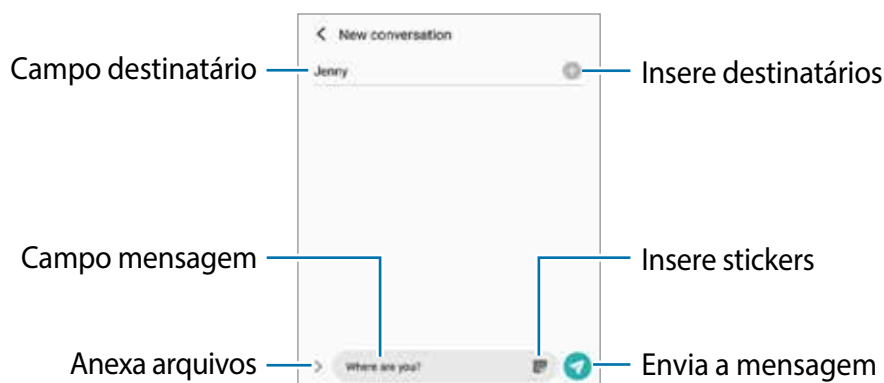 New conversation
Campo destinatário
Jenny
Insere destinatários
Campo mensagem
Insere stickers
Anexa arquivos
Where are you?
Envia a mensagem